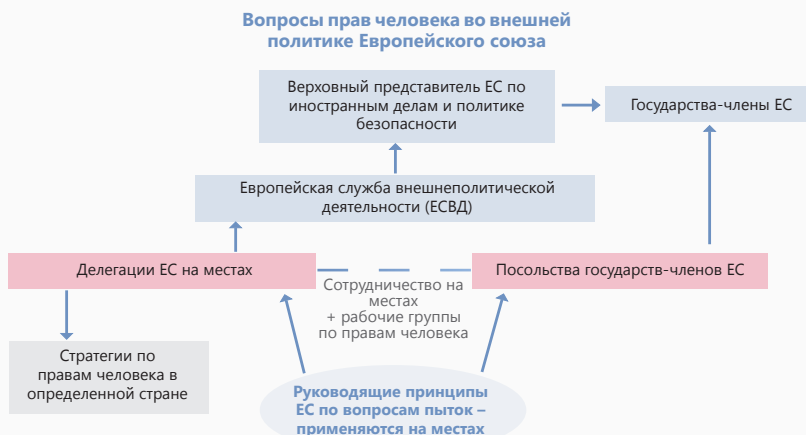 Вопросы прав человека во внешней
политике Европейского союза
Верховный представитель ЕС по
иностранным делам и политике
безопасности
Государства-члены ЕС
Европейская служба внешнеполитической
деятельности (ЕСВД)
Делегации ЕС на местах
Посольства государств-членов ЕС
Сотрудничество на
местах
+ рабочие группы
по правам человека
Стратегии по
правам человека в
определенной стране
Руководящие принципы
ЕС по вопросам пыток –
применяются на местах